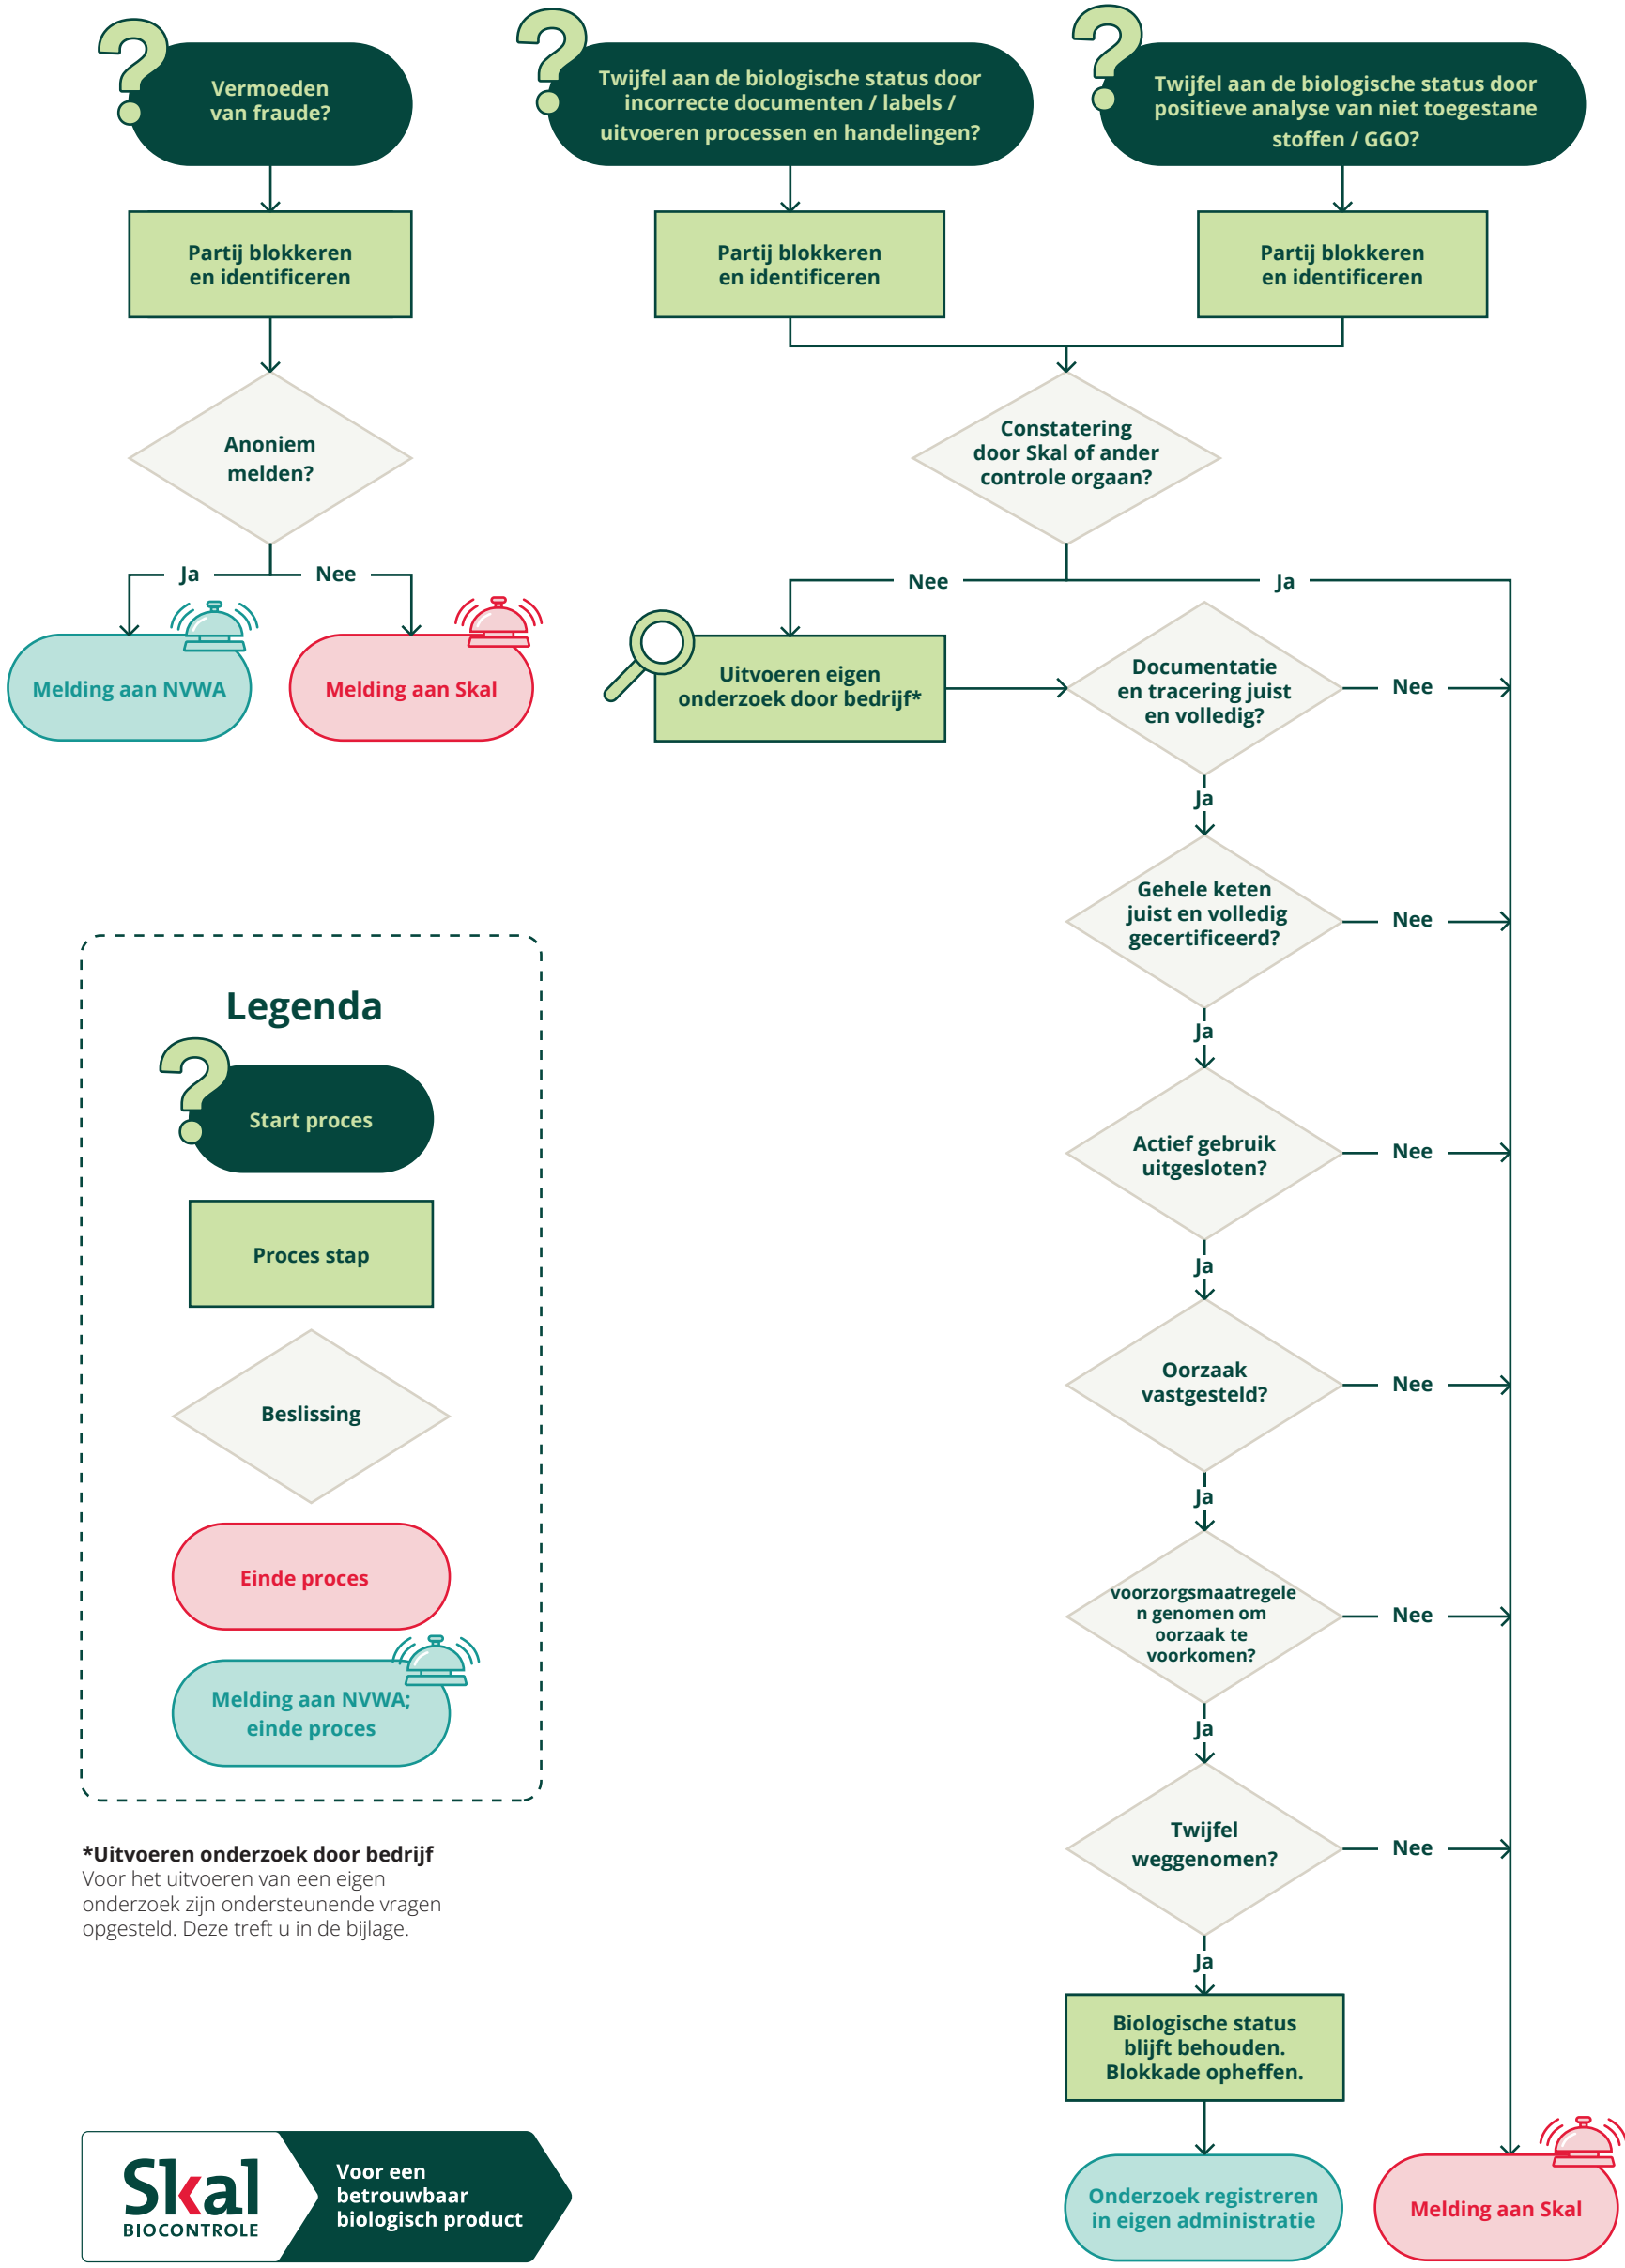 Vermoeden
van fraude?
Twijfel aan de biologische status door
incorrecte documenten / labels /
uitvoeren processen en handelingen?
Twijfel aan de biologische status door
positieve analyse van niet toegestane
stoffen / GGO?
Partij blokkeren
en identificeren
Partij blokkeren
en identificeren
Partij blokkeren
en identificeren
Anoniem
melden?
Constatering
door Skal of ander
controle orgaan?
Ja
Nee
Nee
Ja
Melding aan NVWA
Melding aan Skal
Uitvoeren eigen
onderzoek door bedrijf*
Documentatie
en tracering juist
en volledig?
Nee
Ja
Gehele keten
juist en volledig
gecertificeerd?
Nee
Ja
Actief gebruik
uitgesloten?
Nee
Ja
Oorzaak
vastgesteld?
Nee
Ja
voorzorgsmaatregele
n genomen om
oorzaak te
voorkomen?
Nee
Ja
Twijfel
weggenomen?
Nee
Ja
Biologische status
blijft behouden.
Blokkade opheffen.
Onderzoek registreren
in eigen administratie
Melding aan Skal
Legenda
Start proces
Proces stap
Beslissing
Einde proces
Melding aan NVWA;
einde proces
*Uitvoeren onderzoek door bedrijf
Voor het uitvoeren van een eigen
onderzoek zijn ondersteunende vragen
opgesteld. Deze treft u in de bijlage.
Skal
BIOCONTROLE
Voor een
betrouwbaar
biologisch product